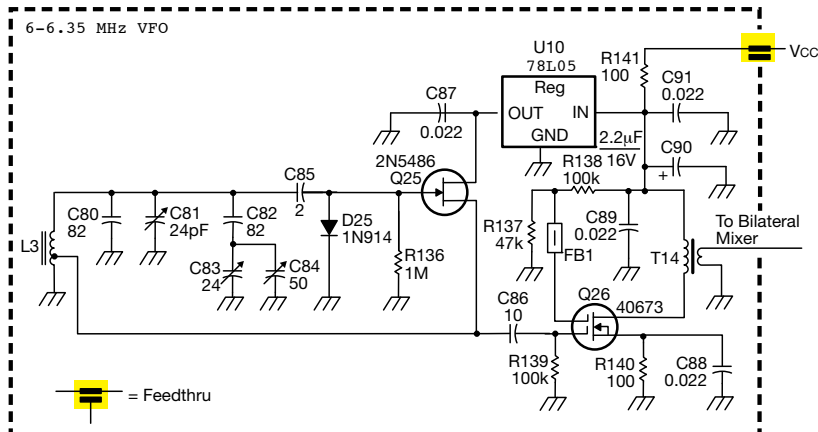 6-6.35 MHz VFO
U10
78L05
Reg
OUT
IN
GND
R141
100
VCC
C91
0.022
C87
0.022
2.2µF
16V
C90
+
2N5486
Q25
R138
100k
C85
2
C80
82
C81
24pF
C82
82
D25
1N914
R137
47k
FB1
C89
0.022
T14
To Bilateral
Mixer
L3
C83
24
C84
50
R136
1M
C86
10
Q26
40673
R139
100k
R140
100
C88
0.022
= Feedthru